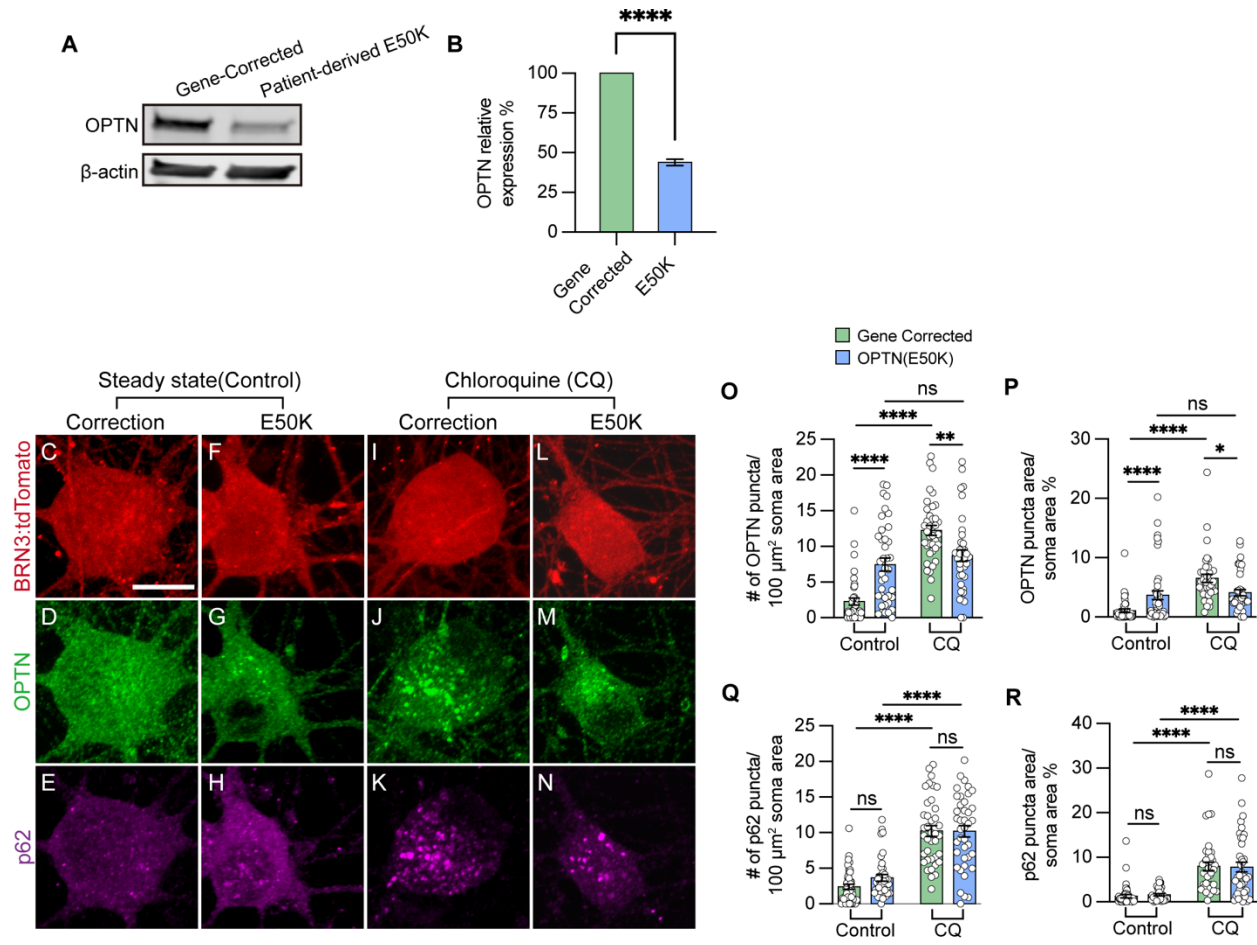 A
Gene-Corrected
Patient-derived E50K
OPTN
β-actin
B
****
OPTN relative
expression %
100
75
50
25
0
Gene
Corrected
E50K
Steady state(Control)
Chloroquine (CQ)
Correction
E50K
Correction
E50K
BRN3:tdTomato
C
F
I
L
OPTN
D
G
J
M
p62
E
H
K
N
Gene Corrected
OPTN(E50K)
O
# of OPTN puncta/
100 μm² soma area
25
20
15
10
5
0
ns
****
**
****
Control
CQ
P
OPTN puncta area/
soma area %
30
20
10
0
ns
****
*
****
Control
CQ
Q
# of p62 puncta/
100 μm² soma area
25
20
15
10
5
0
****
****
ns
ns
Control
CQ
R
p62 puncta area/
soma area %
40
30
20
10
0
****
****
ns
ns
Control
CQ